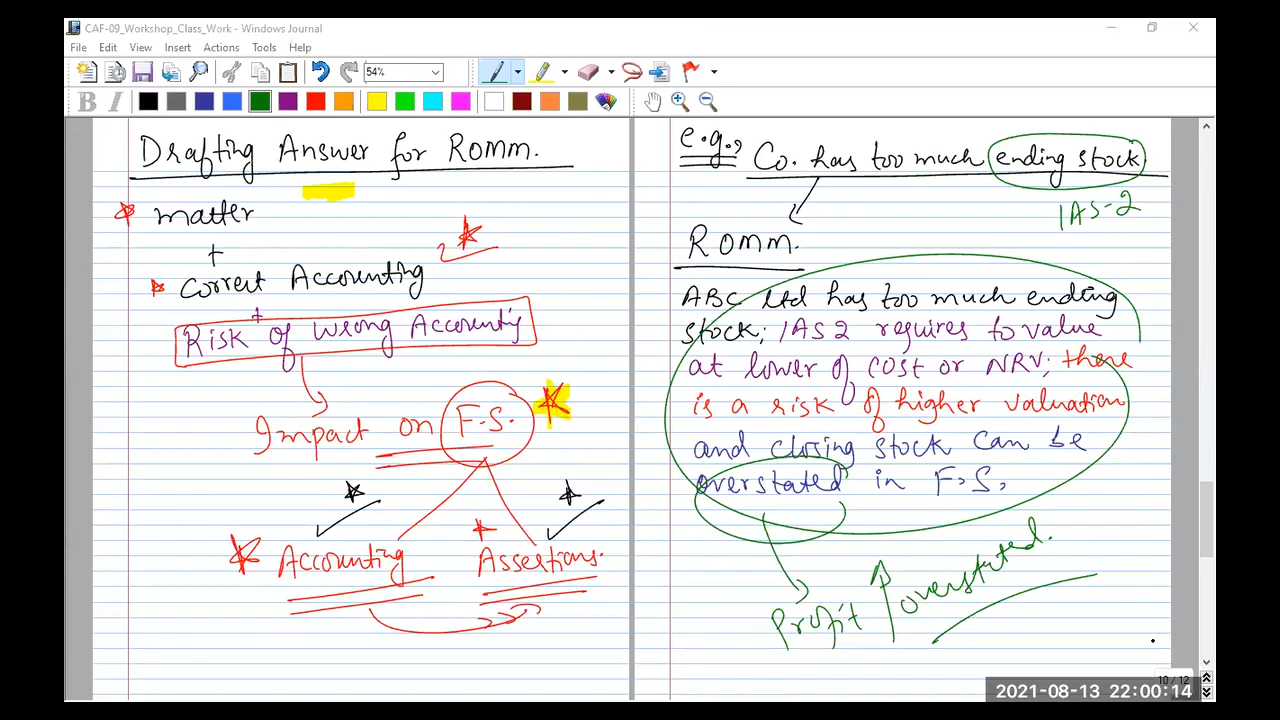 CAF-09_Workshop_Class_Work - Windows Journal
File Edit View Insert Actions Tools Help
54%
B I
Drafting Answer for ROMM.
matter
+
correct Accounting
+
Risk of wrong Accounting
Impact on F.S.
Accounting
Assertions.
e.g.,
Co. has too much ending stock
IAS-2
ROMM.
ABC Ltd has too much ending
stock; IAS 2 requires to value
at lower of cost or NRV; there
is a risk of higher valuation
and closing stock can be
overstated in F.S.
Profit overstated.
10 / 12
2021-08-13 22:00:14